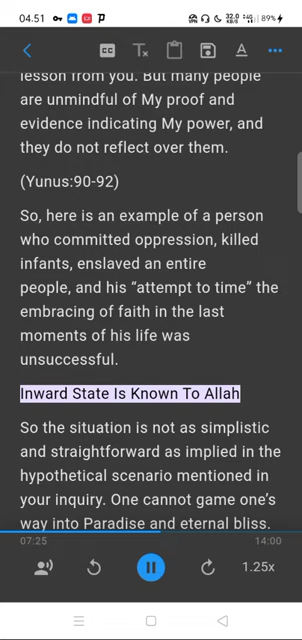 04.51
32.0
KB/S
89%
CC
lesson from you. But many people
are unmindful of My proof and
evidence indicating My power, and
they do not reflect over them.
(Yunus:90-92)
So, here is an example of a person
who committed oppression, killed
infants, enslaved an entire
people, and his “attempt to time” the
embracing of faith in the last
moments of his life was
unsuccessful.
Inward State Is Known To Allah
So the situation is not as simplistic
and straightforward as implied in the
hypothetical scenario mentioned in
your inquiry. One cannot game one’s
way into Paradise and eternal bliss.
07:25
14:00
1.25x